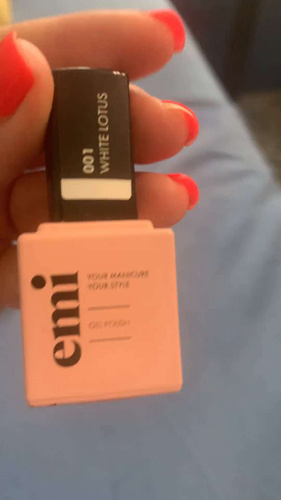 001
WHITE LOTUS
emi
YOUR MANICURE
YOUR STYLE
GEL POLISH